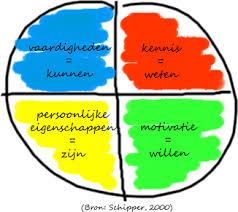 vaardigheden
=
kunnen
kennis
=
weten
persoonlijke
eigenschappen
=
zijn
motivatie
=
willen
(Bron: Schipper, 2000)